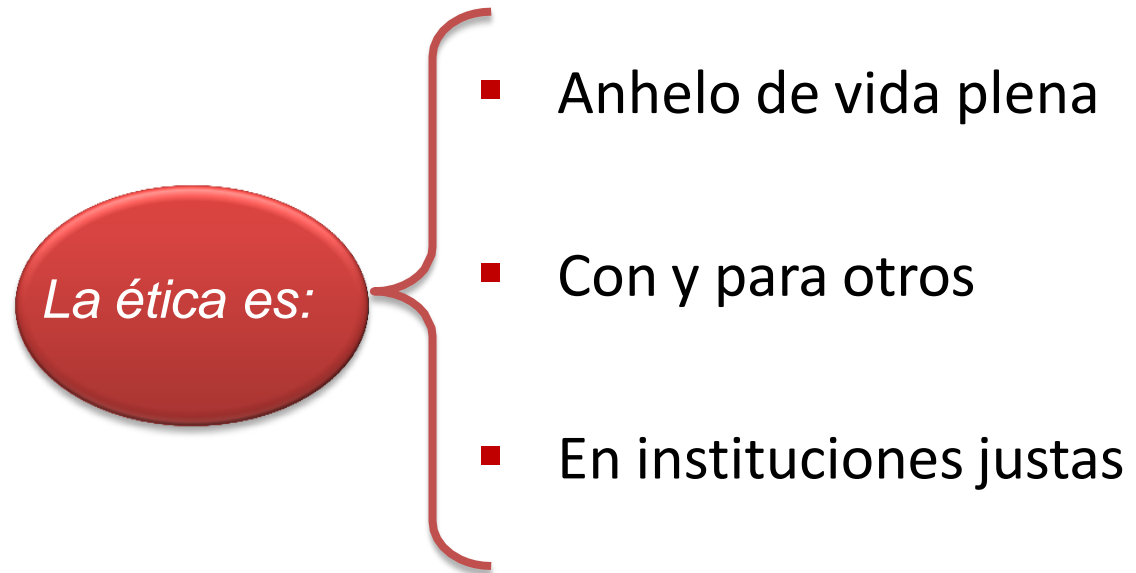 La ética es:
▪ Anhelo de vida plena
▪ Con y para otros
▪ En instituciones justas